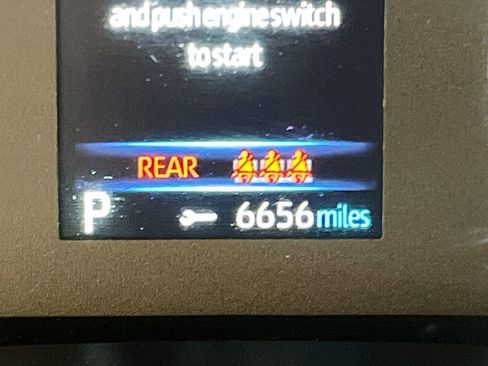 and push engine switch
to start
REAR
P
6656 miles